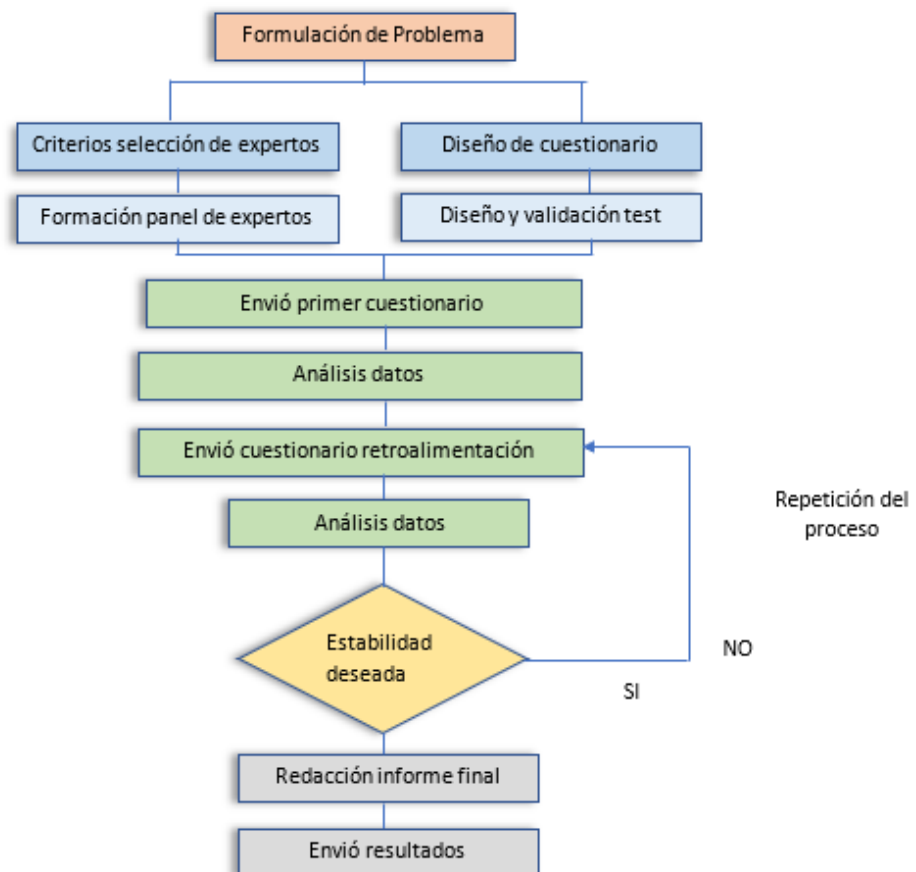 Formulación de Problema
Criterios selección de expertos
Diseño de cuestionario
Formación panel de expertos
Diseño y validación test
Envió primer cuestionario
Análisis datos
Envió cuestionario retroalimentación
Análisis datos
Repetición del
proceso
Estabilidad
deseada
NO
SI
Redacción informe final
Envió resultados